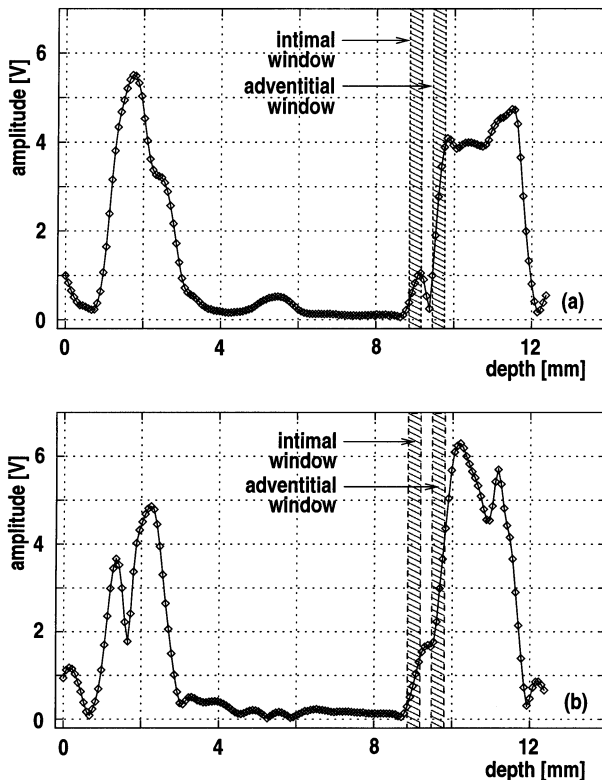 6
4
2
0
amplitude [V]
intimal
window
adventitial
window
(a)
0
4
8
12
depth [mm]
6
4
2
0
amplitude [V]
intimal
window
adventitial
window
(b)
0
4
8
12
depth [mm]